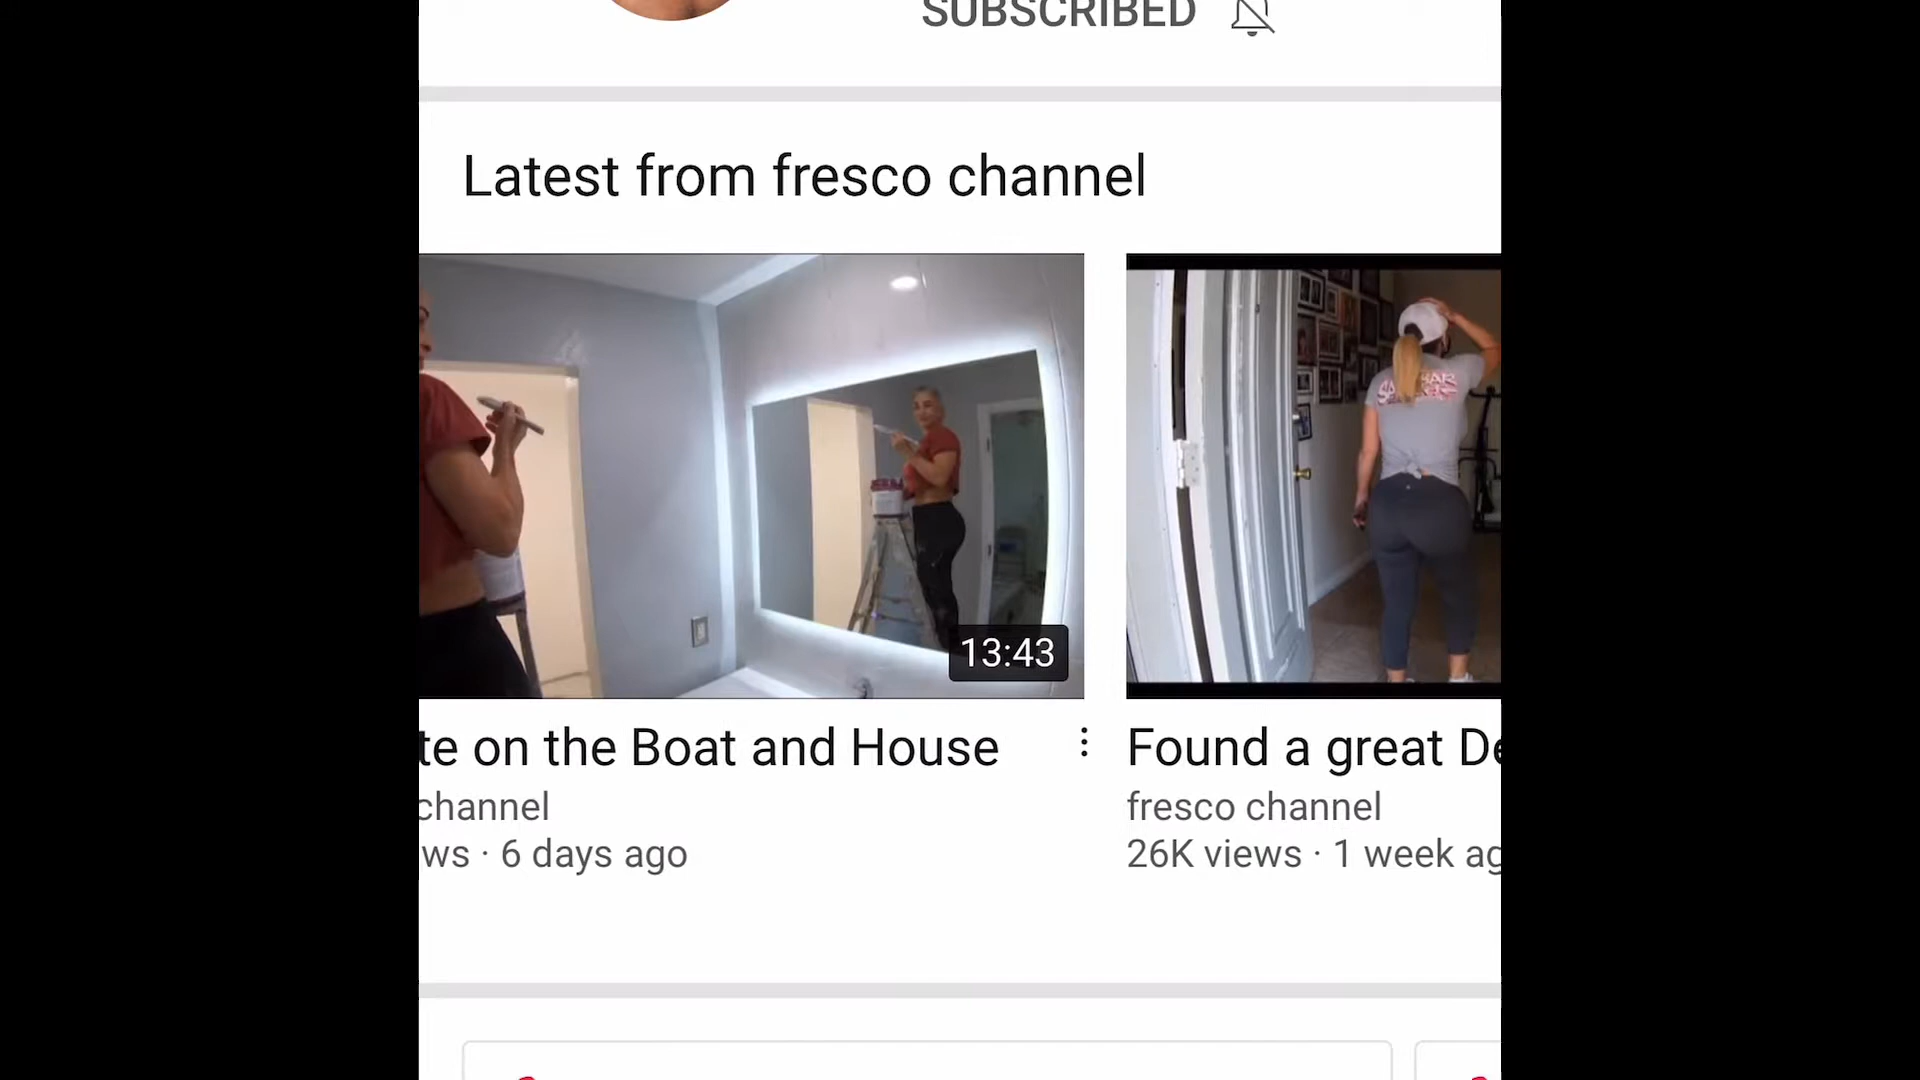 SUBSCRIBED
Latest from fresco channel
13:43
te on the Boat and House
channel
ws · 6 days ago
Found a great De
fresco channel
26K views · 1 week ag